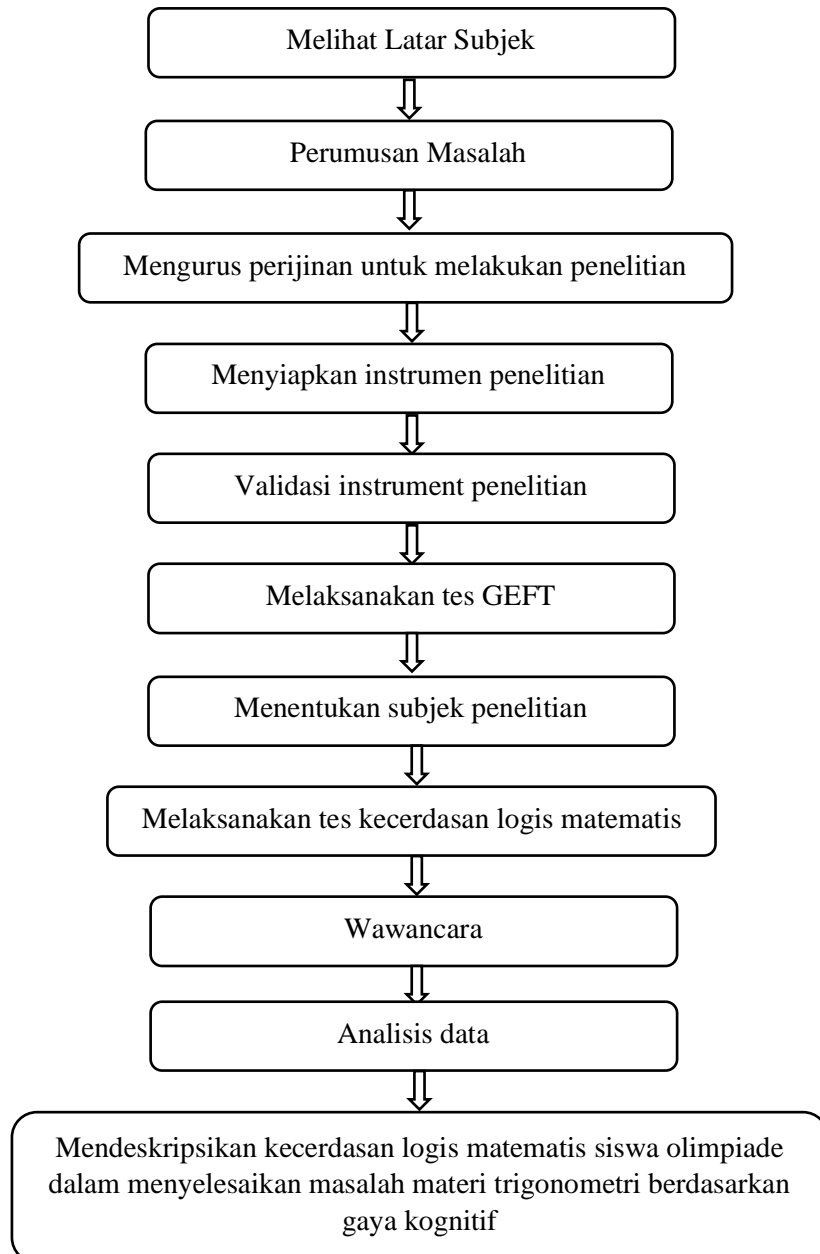 Melihat Latar Subjek
Perumusan Masalah
Mengurus perijinan untuk melakukan penelitian
Menyiapkan instrumen penelitian
Validasi instrument penelitian
Melaksanakan tes GEFT
Menentukan subjek penelitian
Melaksanakan tes kecerdasan logis matematis
Wawancara
Analisis data
Mendeskripsikan kecerdasan logis matematis siswa olimpiade
dalam menyelesaikan masalah materi trigonometri berdasarkan
gaya kognitif